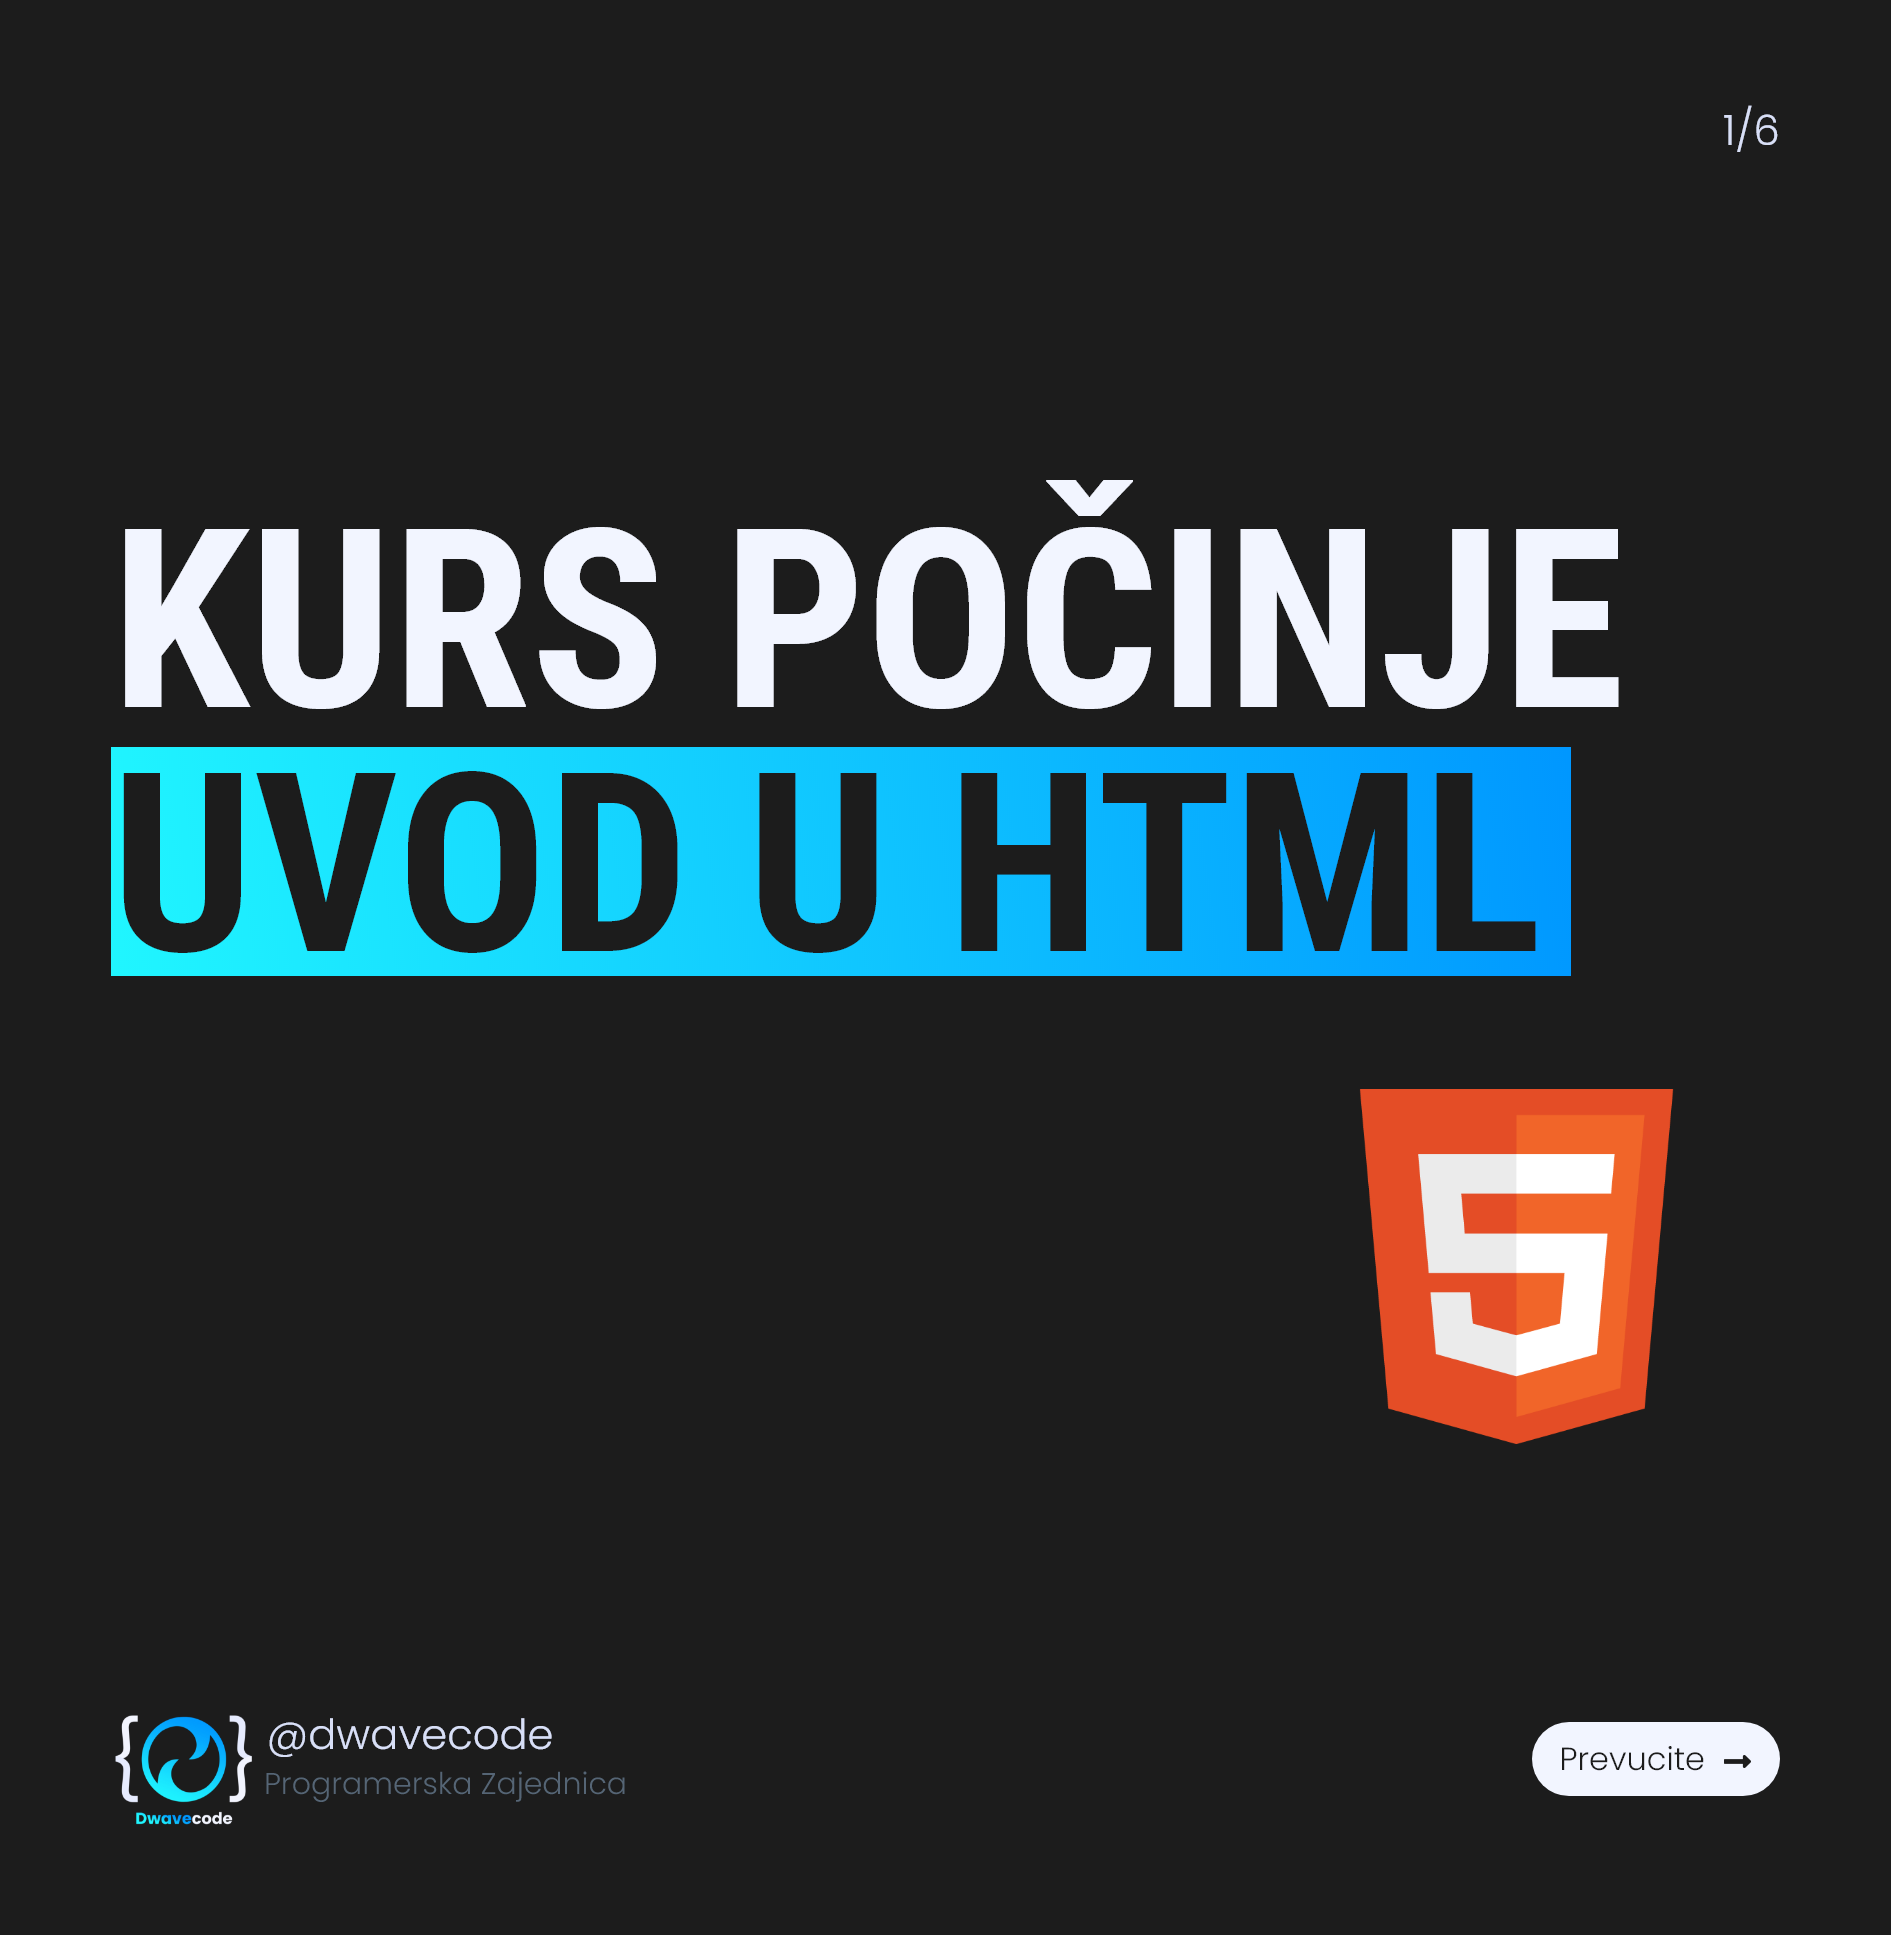 1/6
KURS POČINJE
UVOD U HTML
@dwavecode
Programerska Zajednica
Dwavecode
Prevucite →